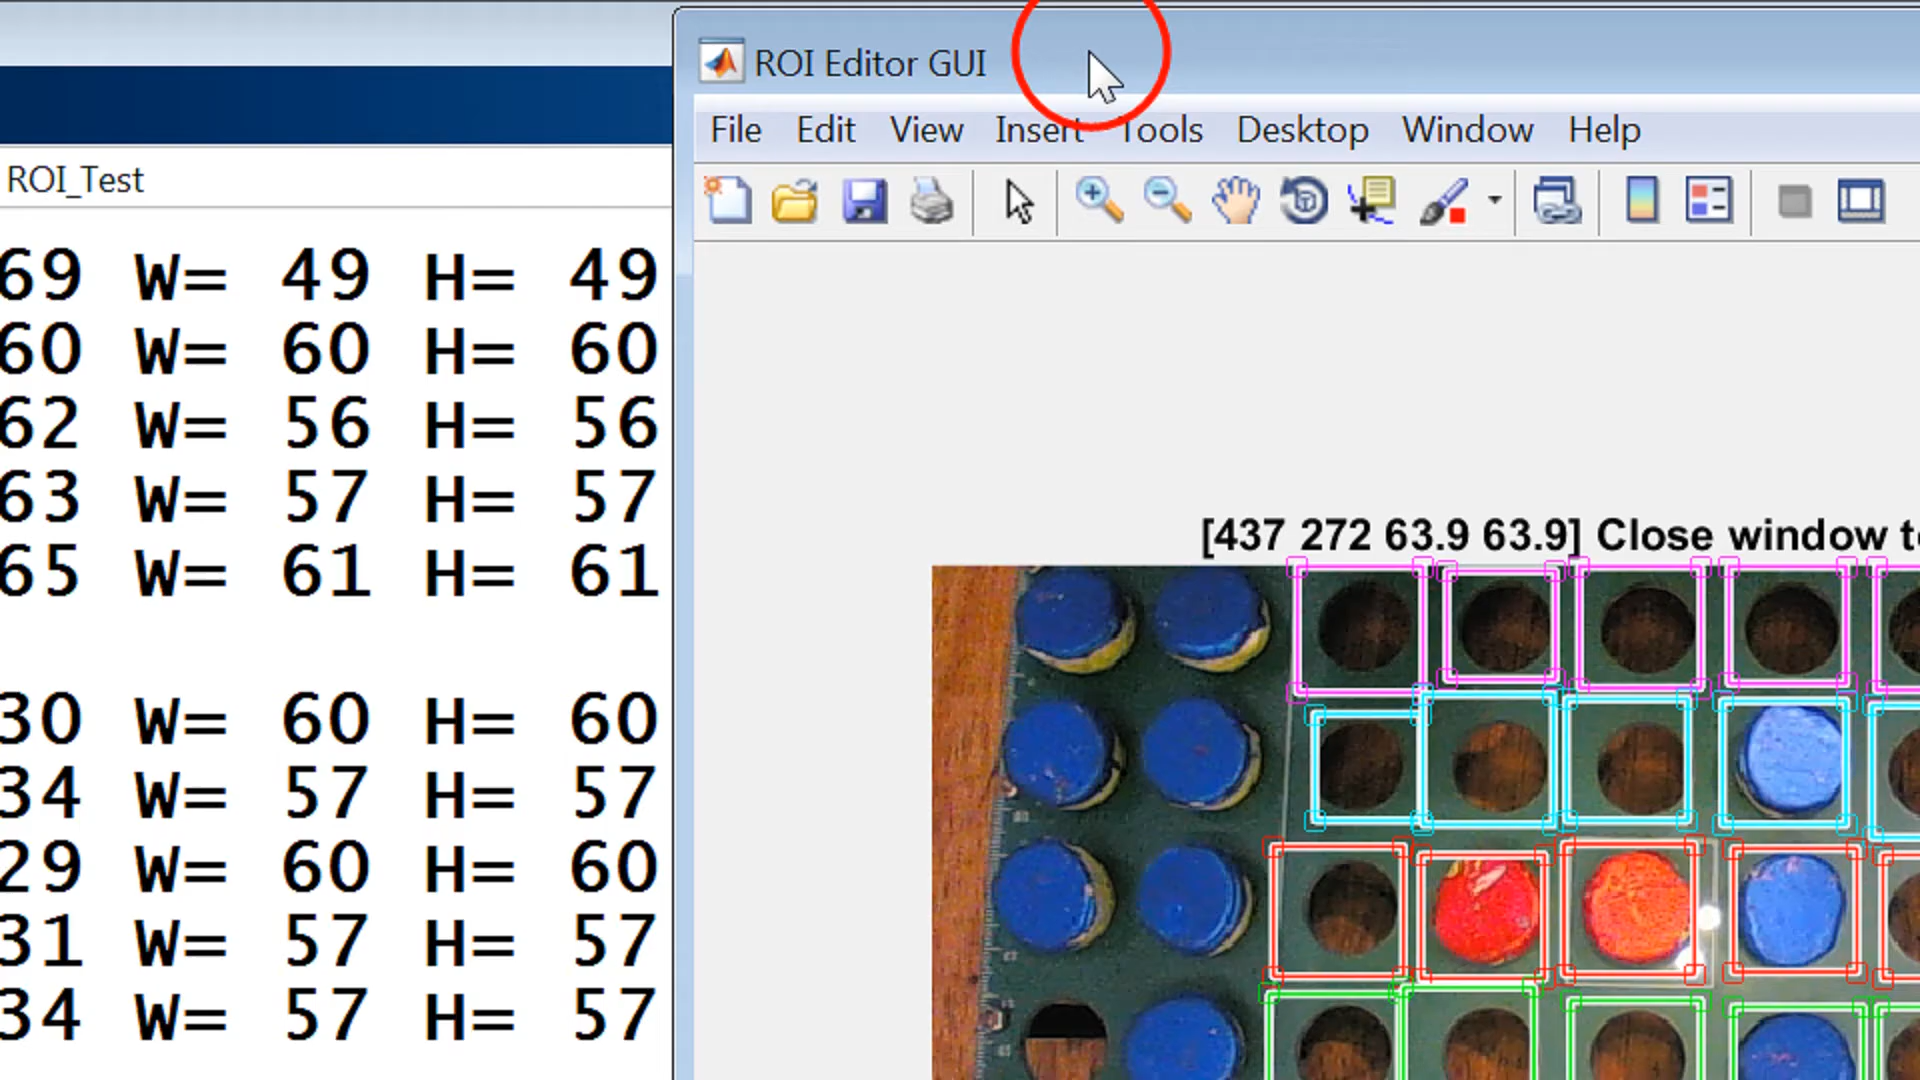 ROI Editor GUI
File Edit View Insert Tools Desktop Window Help
ROI_Test
69 W= 49 H= 49
60 W= 60 H= 60
62 W= 56 H= 56
63 W= 57 H= 57
65 W= 61 H= 61
30 W= 60 H= 60
34 W= 57 H= 57
29 W= 60 H= 60
31 W= 57 H= 57
34 W= 57 H= 57
[437 272 63.9 63.9] Close window